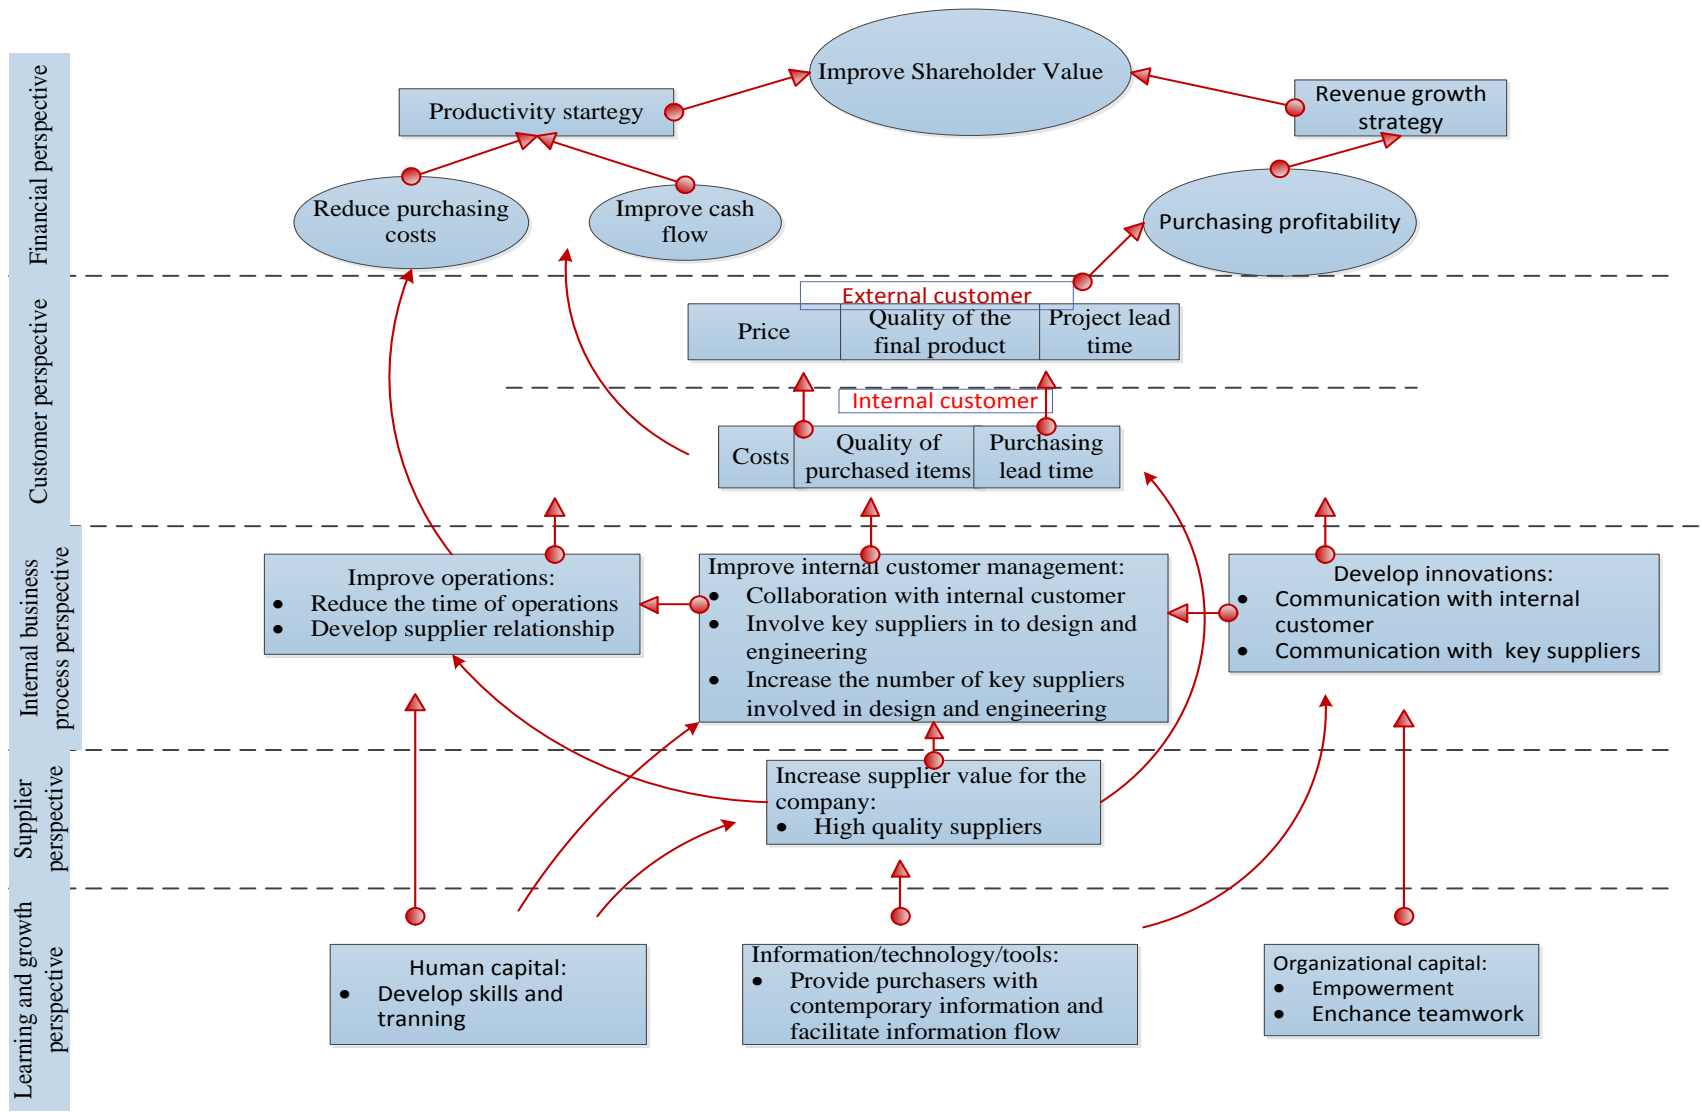 Financial perspective
Improve Shareholder Value
Productivity startegy
Revenue growth
strategy
Reduce purchasing
costs
Improve cash
flow
Purchasing profitability
Customer perspective
External customer
Price
Quality of the
final product
Project lead
time
Internal customer
Costs
Quality of
purchased items
Purchasing
lead time
Internal business
process perspective
Improve operations:
• Reduce the time of operations
• Develop supplier relationship
Improve internal customer management:
• Collaboration with internal customer
• Involve key suppliers in to design and
engineering
• Increase the number of key suppliers
involved in design and engineering
Develop innovations:
• Communication with internal
customer
• Communication with key suppliers
Supplier
perspective
Increase supplier value for the
company:
• High quality suppliers
Learning and growth
perspective
Human capital:
• Develop skills and
tranning
Information/technology/tools:
• Provide purchasers with
contemporary information and
facilitate information flow
Organizational capital:
• Empowerment
• Enchance teamwork